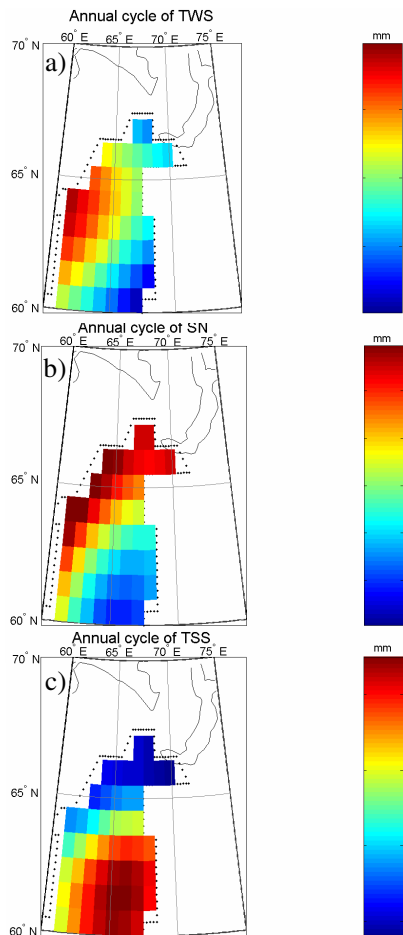 Annual cycle of TWS
70° N 60° E 65° E 70° E 75° E
a)
mm
65° N
60° N
Annual cycle of SN
70° N 60° E 65° E 70° E 75° E
b)
mm
65° N
60° N
Annual cycle of TSS
70° N 60° E 65° E 70° E 75° E
c)
mm
65° N
60° N